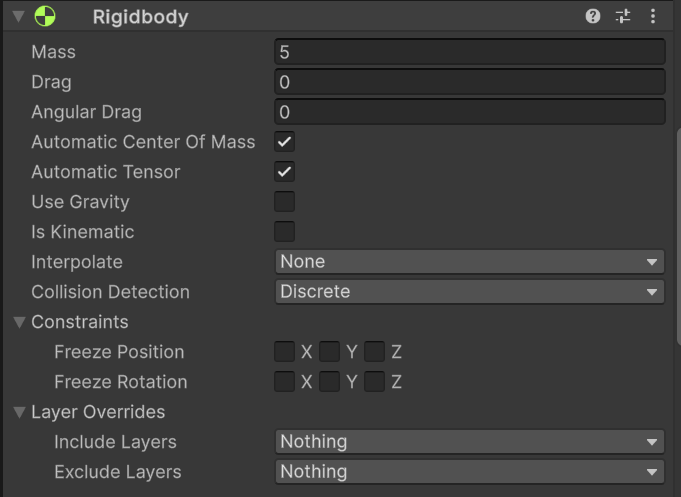 Rigidbody
Mass 5
Drag 0
Angular Drag 0
Automatic Center Of Mass
Automatic Tensor
Use Gravity
Is Kinematic
Interpolate None
Collision Detection Discrete
Constraints
Freeze Position X Y Z
Freeze Rotation X Y Z
Layer Overrides
Include Layers Nothing
Exclude Layers Nothing